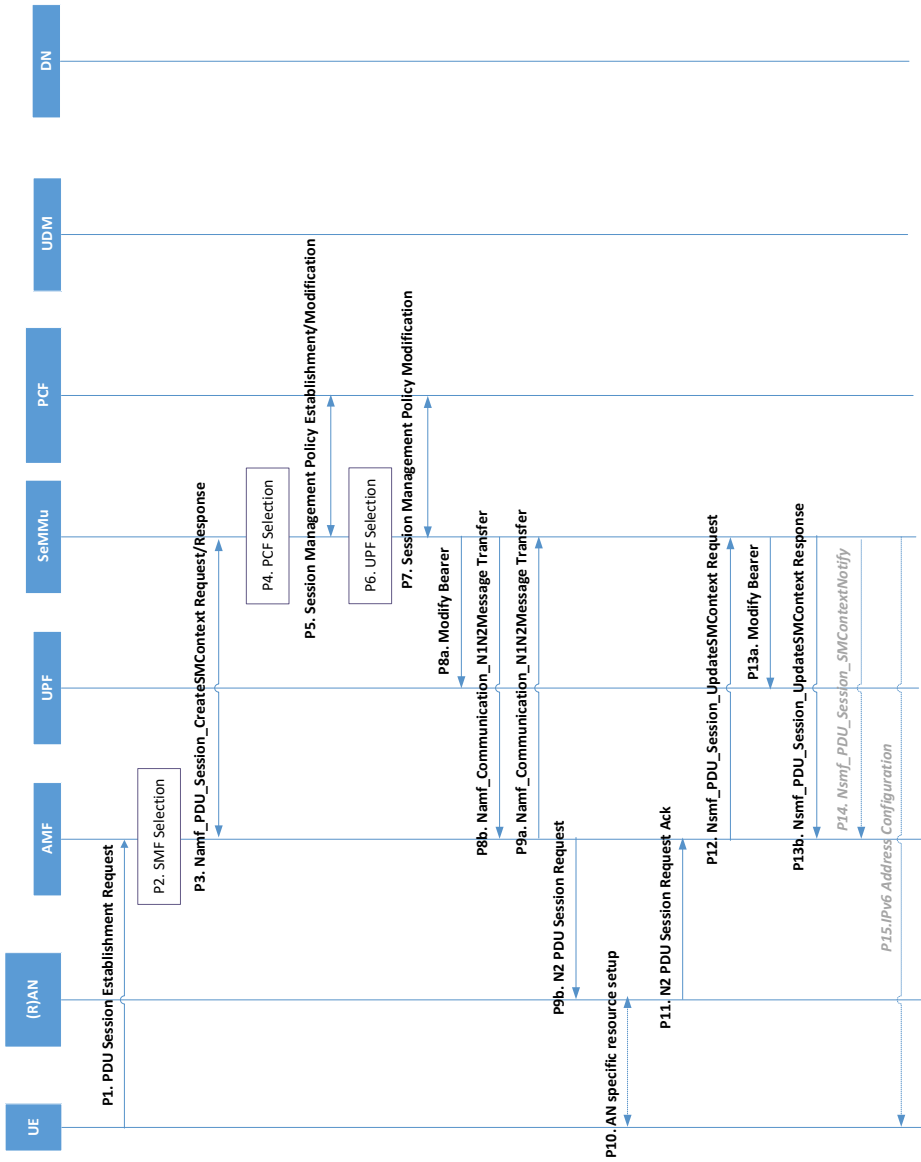 UE
(R)AN
AMF
UPF
SeMMu
PCF
UDM
DN
P1. PDU Session Establishment Request
P2. SMF Selection
P3. Namf_PDU_Session_CreateSMContext Request/Response
P4. PCF Selection
P5. Session Management Policy Establishment/Modification
P6. UPF Selection
P7. Session Management Policy Modification
P8a. Modify Bearer
P8b. Namf_Communication_N1N2Message Transfer
P9a. Namf_Communication_N1N2Message Transfer
P9b. N2 PDU Session Request
P10. AN specific resource setup
P11. N2 PDU Session Request Ack
P12. Nsmf_PDU_Session_UpdateSMContext Request
P13a. Modify Bearer
P13b. Nsmf_PDU_Session_UpdateSMContext Response
P14. Nsmf_PDU_Session_SMContextNotify
P15.IPv6 Address Configuration